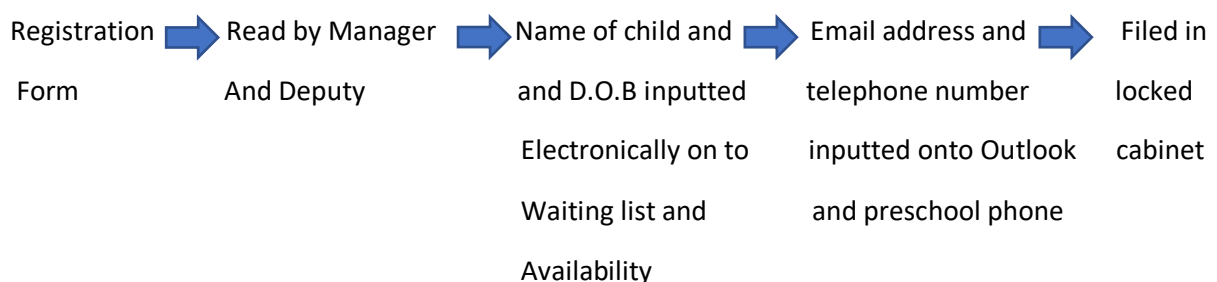 Registration Form
Read by Manager And Deputy
Name of child and
and D.O.B inputted
Electronically on to
Waiting list and
Availability
Email address and
telephone number
inputted onto Outlook
and preschool phone
Filed in
locked
cabinet